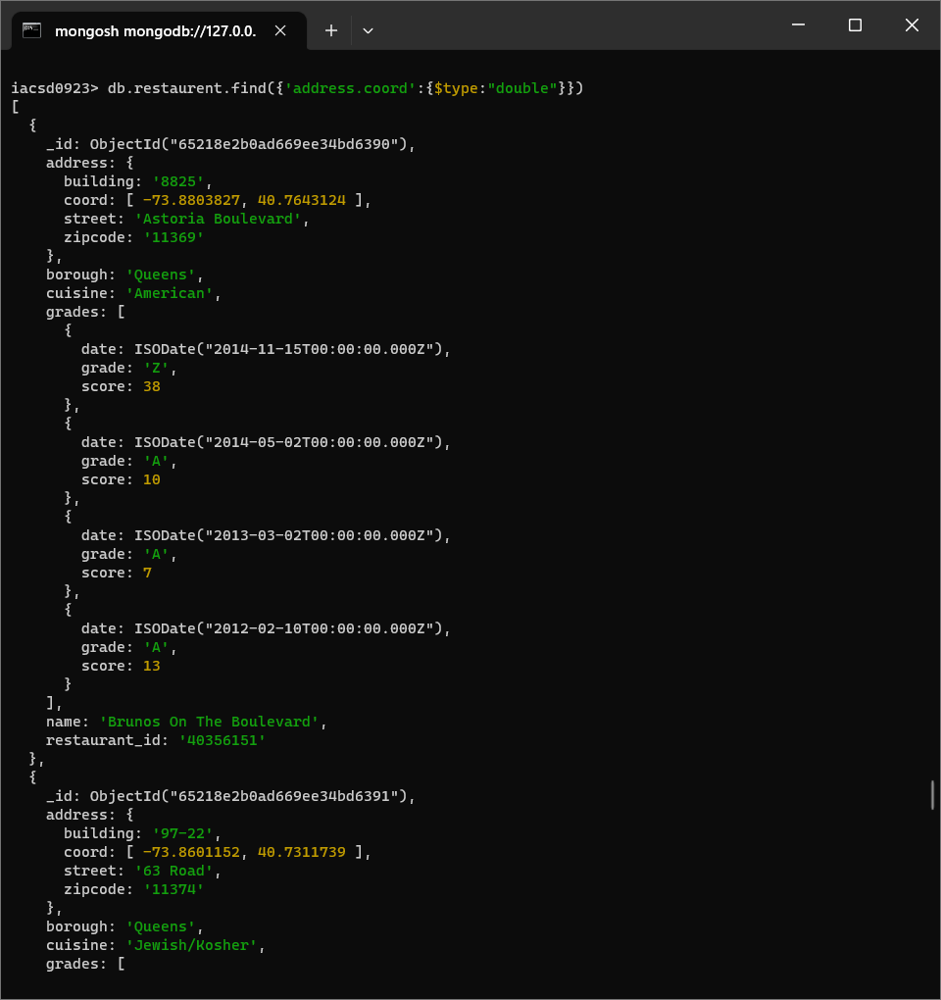 mongosh mongodb://127.0.0.
iacsd0923> db.restaurent.find({'address.coord':{$type:"double"}})
[
  {
    _id: ObjectId("65218e2b0ad669ee34bd6390"),
    address: {
      building: '8825',
      coord: [ -73.8803827, 40.7643124 ],
      street: 'Astoria Boulevard',
      zipcode: '11369'
    },
    borough: 'Queens',
    cuisine: 'American',
    grades: [
      {
        date: ISODate("2014-11-15T00:00:00.000Z"),
        grade: 'Z',
        score: 38
      },
      {
        date: ISODate("2014-05-02T00:00:00.000Z"),
        grade: 'A',
        score: 10
      },
      {
        date: ISODate("2013-03-02T00:00:00.000Z"),
        grade: 'A',
        score: 7
      },
      {
        date: ISODate("2012-02-10T00:00:00.000Z"),
        grade: 'A',
        score: 13
      }
    ],
    name: 'Brunos On The Boulevard',
    restaurant_id: '40356151'
  },
  {
    _id: ObjectId("65218e2b0ad669ee34bd6391"),
    address: {
      building: '97-22',
      coord: [ -73.8601152, 40.7311739 ],
      street: '63 Road',
      zipcode: '11374'
    },
    borough: 'Queens',
    cuisine: 'Jewish/Kosher',
    grades: [